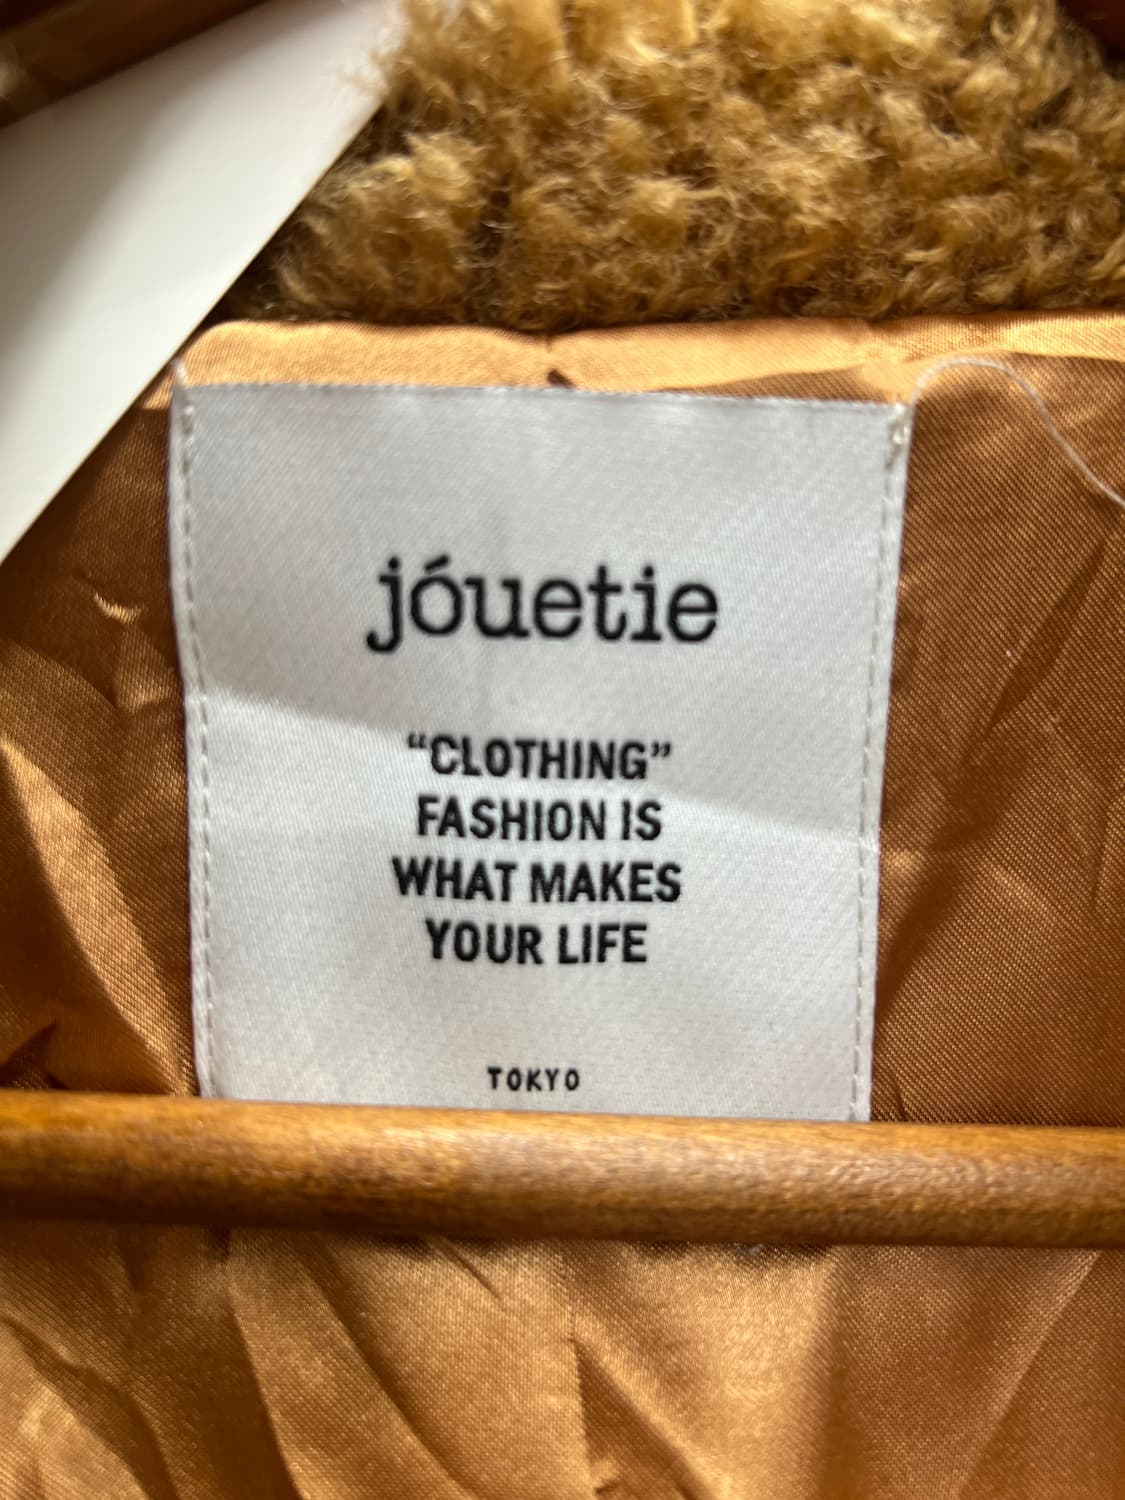 jóuetie
“CLOTHING”
FASHION IS
WHAT MAKES
YOUR LIFE
TOKYO